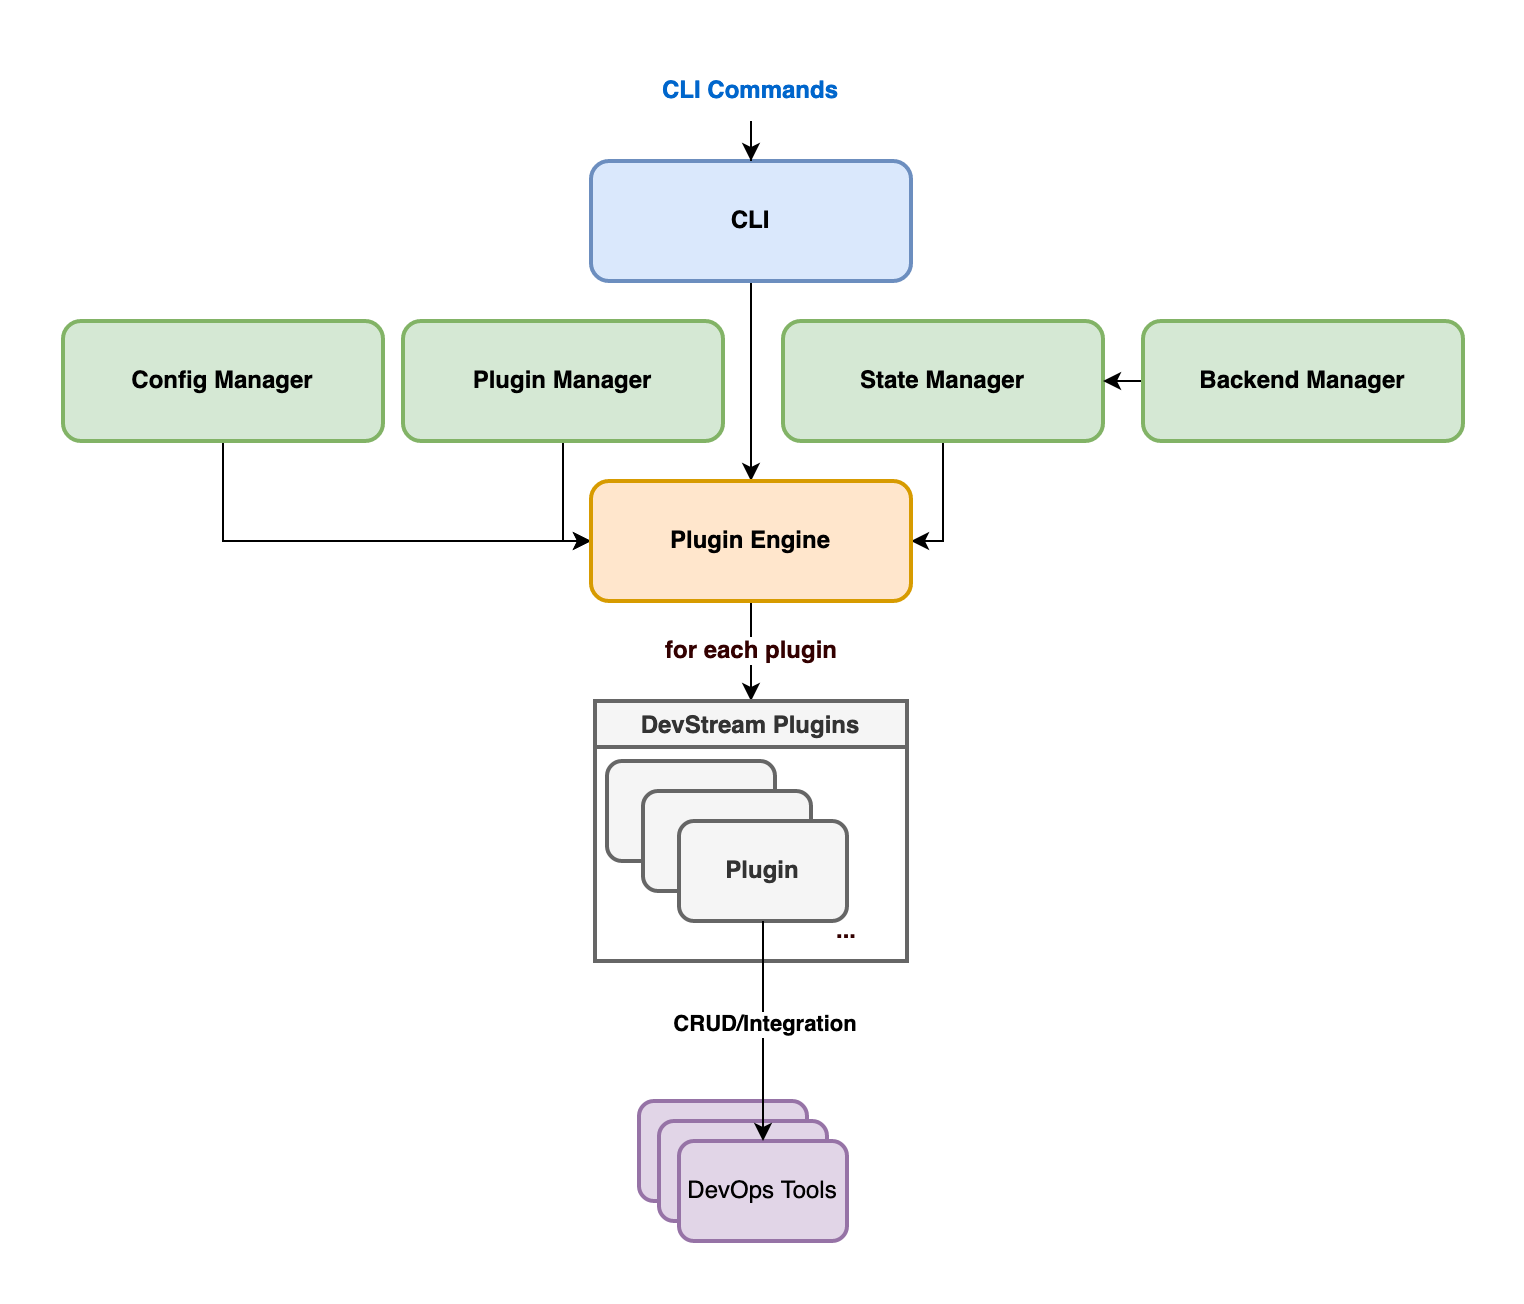 CLI Commands
CLI
Config Manager
Plugin Manager
State Manager
Backend Manager
Plugin Engine
for each plugin
DevStream Plugins
Plugin
...
CRUD/Integration
DevOps Tools